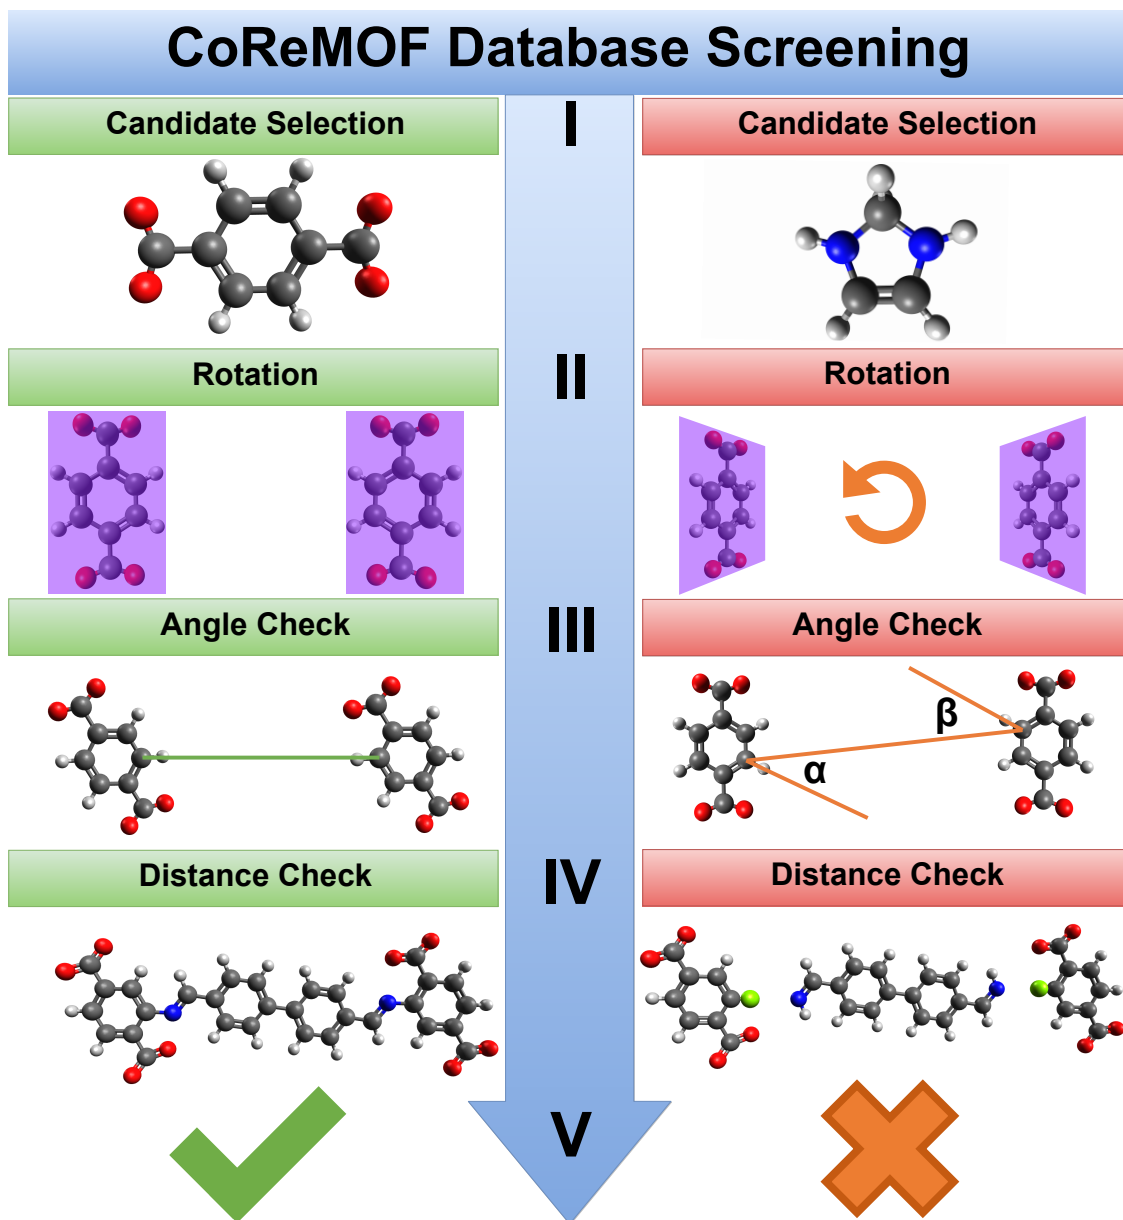 CoReMOF Database Screening
I
Candidate Selection
Candidate Selection
II
Rotation
Rotation
III
Angle Check
Angle Check
β
α
IV
Distance Check
Distance Check
V